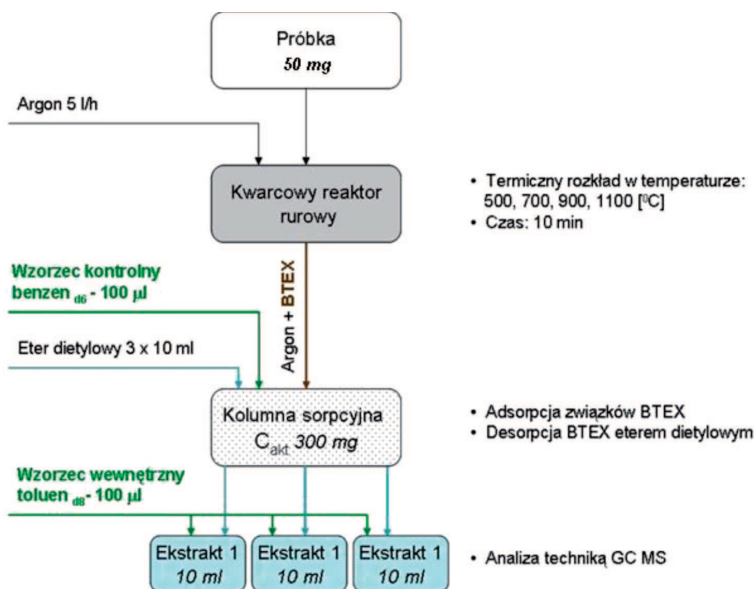 Próbka
50 mg
Argon 5 l/h
Kwarcowy reaktor
rurowy
• Termiczny rozkład w temperaturze:
500, 700, 900, 1100 [⁰C]
• Czas: 10 min
Wzorzec kontrolny
benzen d6 - 100 µl
Argon + BTEX
Eter dietylowy 3 x 10 ml
Kolumna sorpcyjna
Cakt 300 mg
• Adsorpcja związków BTEX
• Desorpcja BTEX eterem dietylowym
Wzorzec wewnętrzny
toluen d8 - 100 µl
Ekstrakt 1
10 ml
Ekstrakt 1
10 ml
Ekstrakt 1
10 ml
• Analiza techniką GC MS